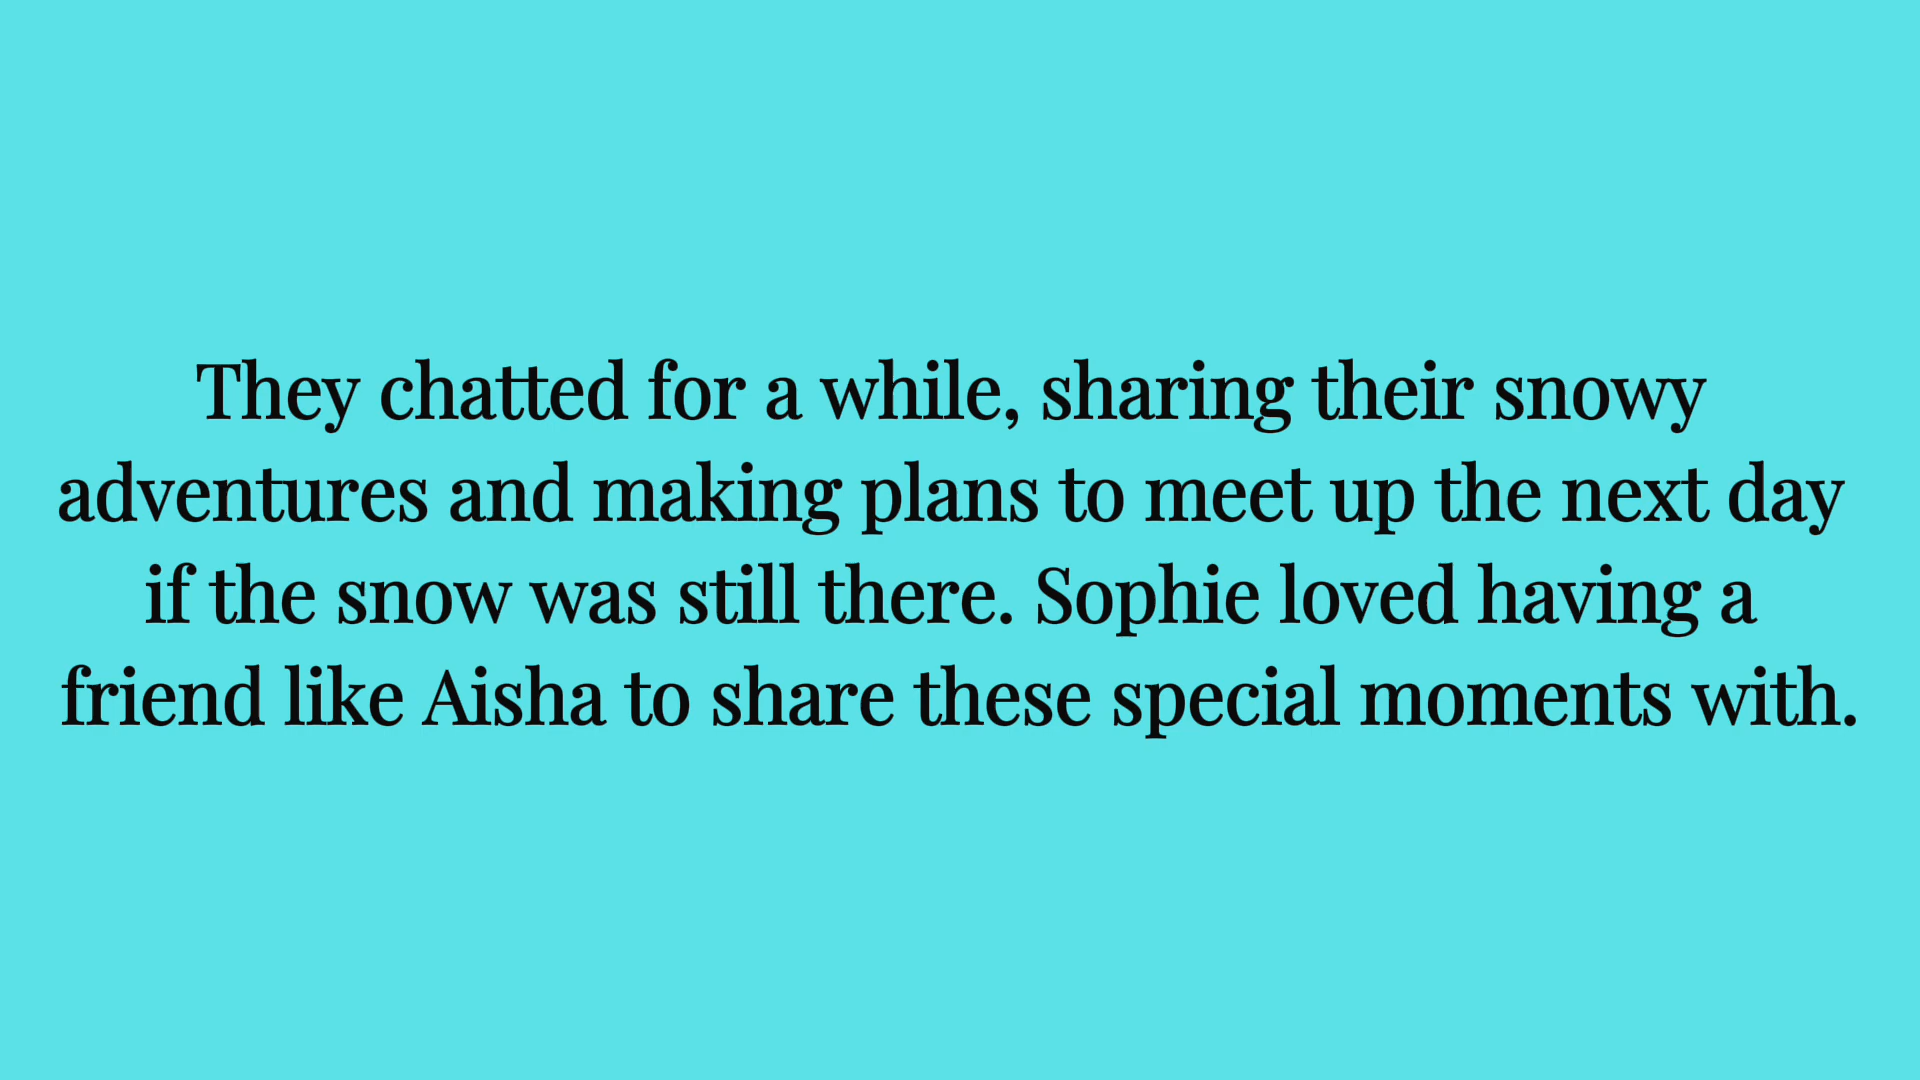 They chatted for a while, sharing their snowy
adventures and making plans to meet up the next day
if the snow was still there. Sophie loved having a
friend like Aisha to share these special moments with.